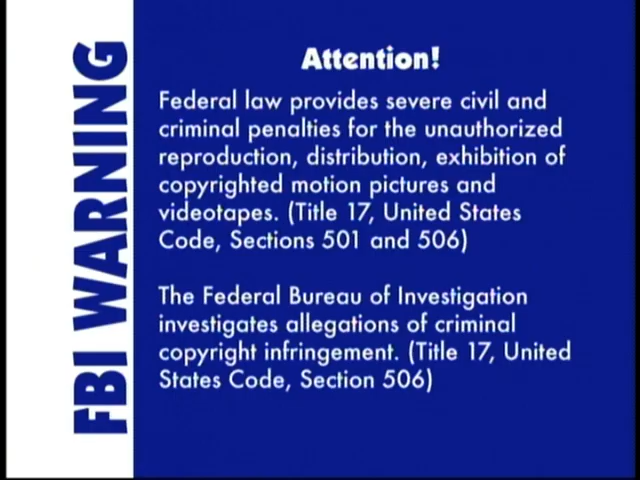 FBI WARNING
Attention!
Federal law provides severe civil and
criminal penalties for the unauthorized
reproduction, distribution, exhibition of
copyrighted motion pictures and
videotapes. (Title 17, United States
Code, Sections 501 and 506)
The Federal Bureau of Investigation
investigates allegations of criminal
copyright infringement. (Title 17, United
States Code, Section 506)